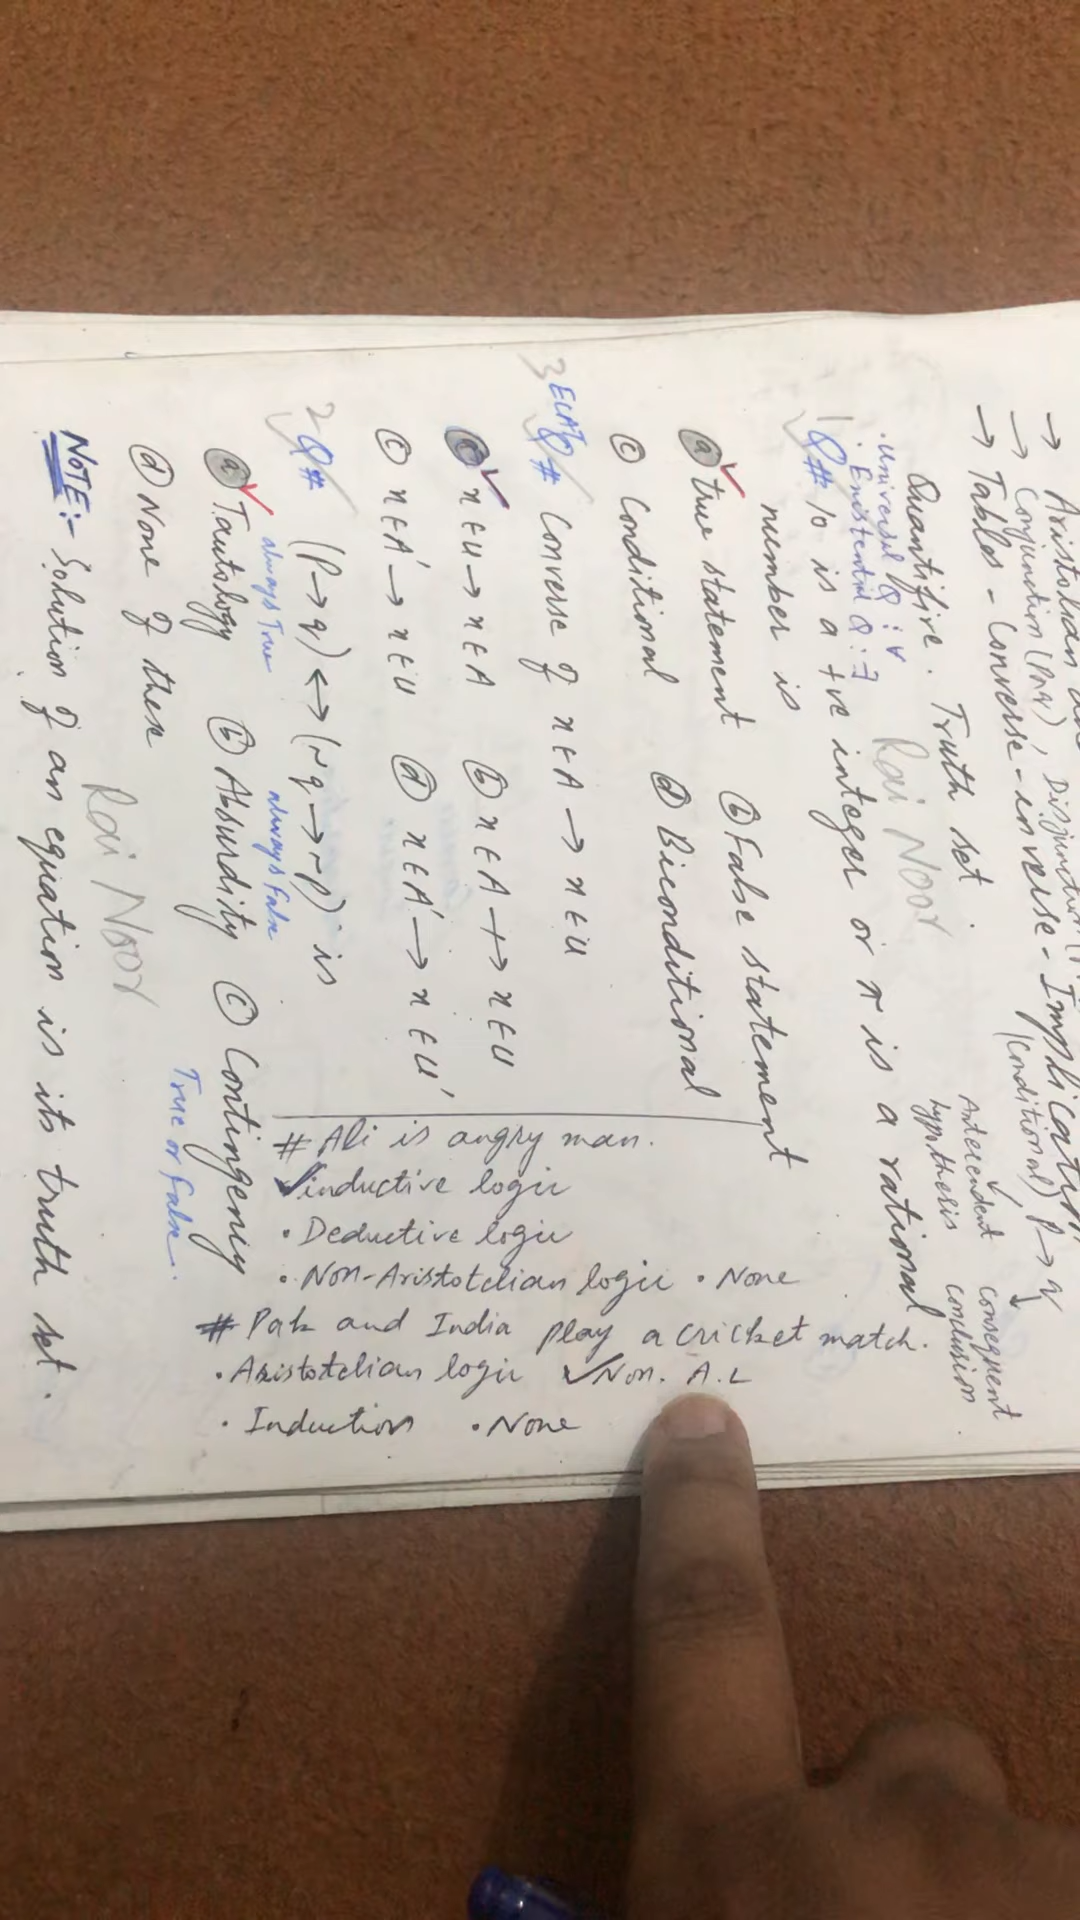 → Aristotlian
→ Conjunction (P∧q), Disjunction
→ Tables - Converse - inverse - Implication
(Conditional) P→q
Antecendent
hypthesis
consequent
conclusion
Quantifire. Truth set.
. Universal Q : ∀
. Existential Q : ∃
Rai Noor
1 Q# 10 is a +ve integer or π is a rational
number is
ⓐ True statement ⓑ False statement
ⓒ Conditional ⓓ Biconditional
3 ECAT
Q# Converse of x∈A → x∈U
x∈U → x∈A ⓑ x∈A ↛ x∈U
ⓒ x∈A' → x∈U ⓓ x∈A' → x∈U'
2 Q# (P→q) ↔ (~q→~P) is
always True always False
ⓐ Tautology ⓑ Absurdity ⓒ Contingeniy
True or False.
ⓓ None of these
Rai Noor
NOTE:- Solution of an equation is its truth set.
# Ali is angry man.
✓inductive logic
• Deductive logic
• Non-Aristotelian logic • None
# Pak and India play a cricket match.
• Aristotelian logic ✓Non. A.L
• Induction • None